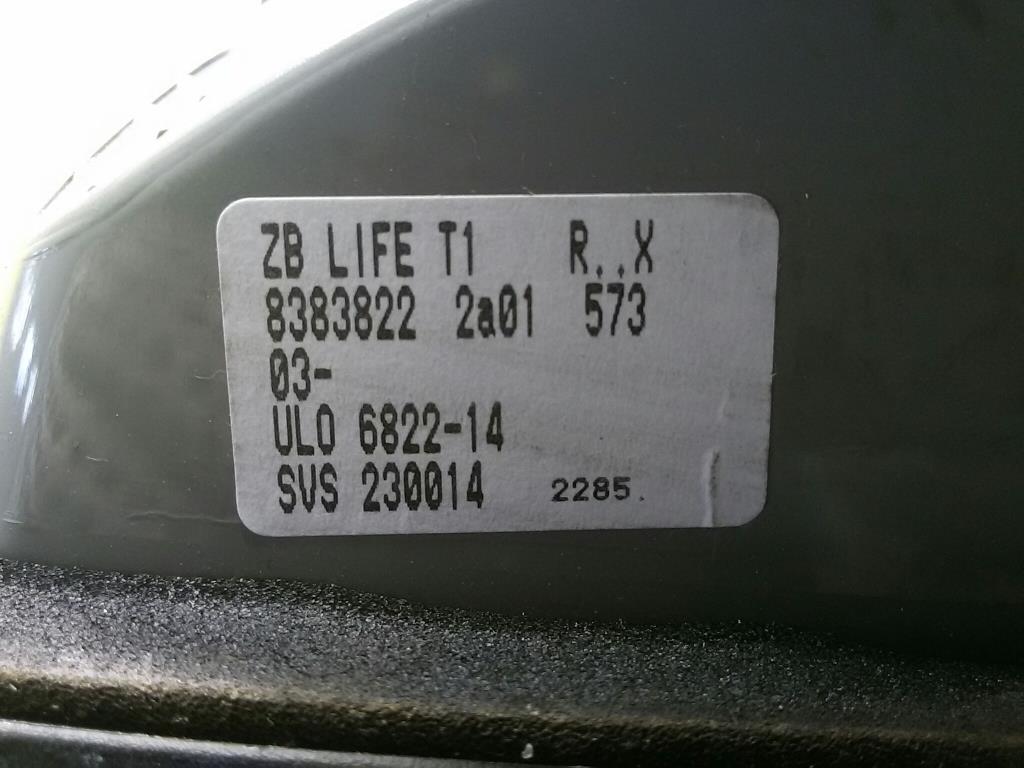 ZB LIFE T1 R..X
8383822 2a01 573
03-
ULO 6822-14
SVS 230014 2285.